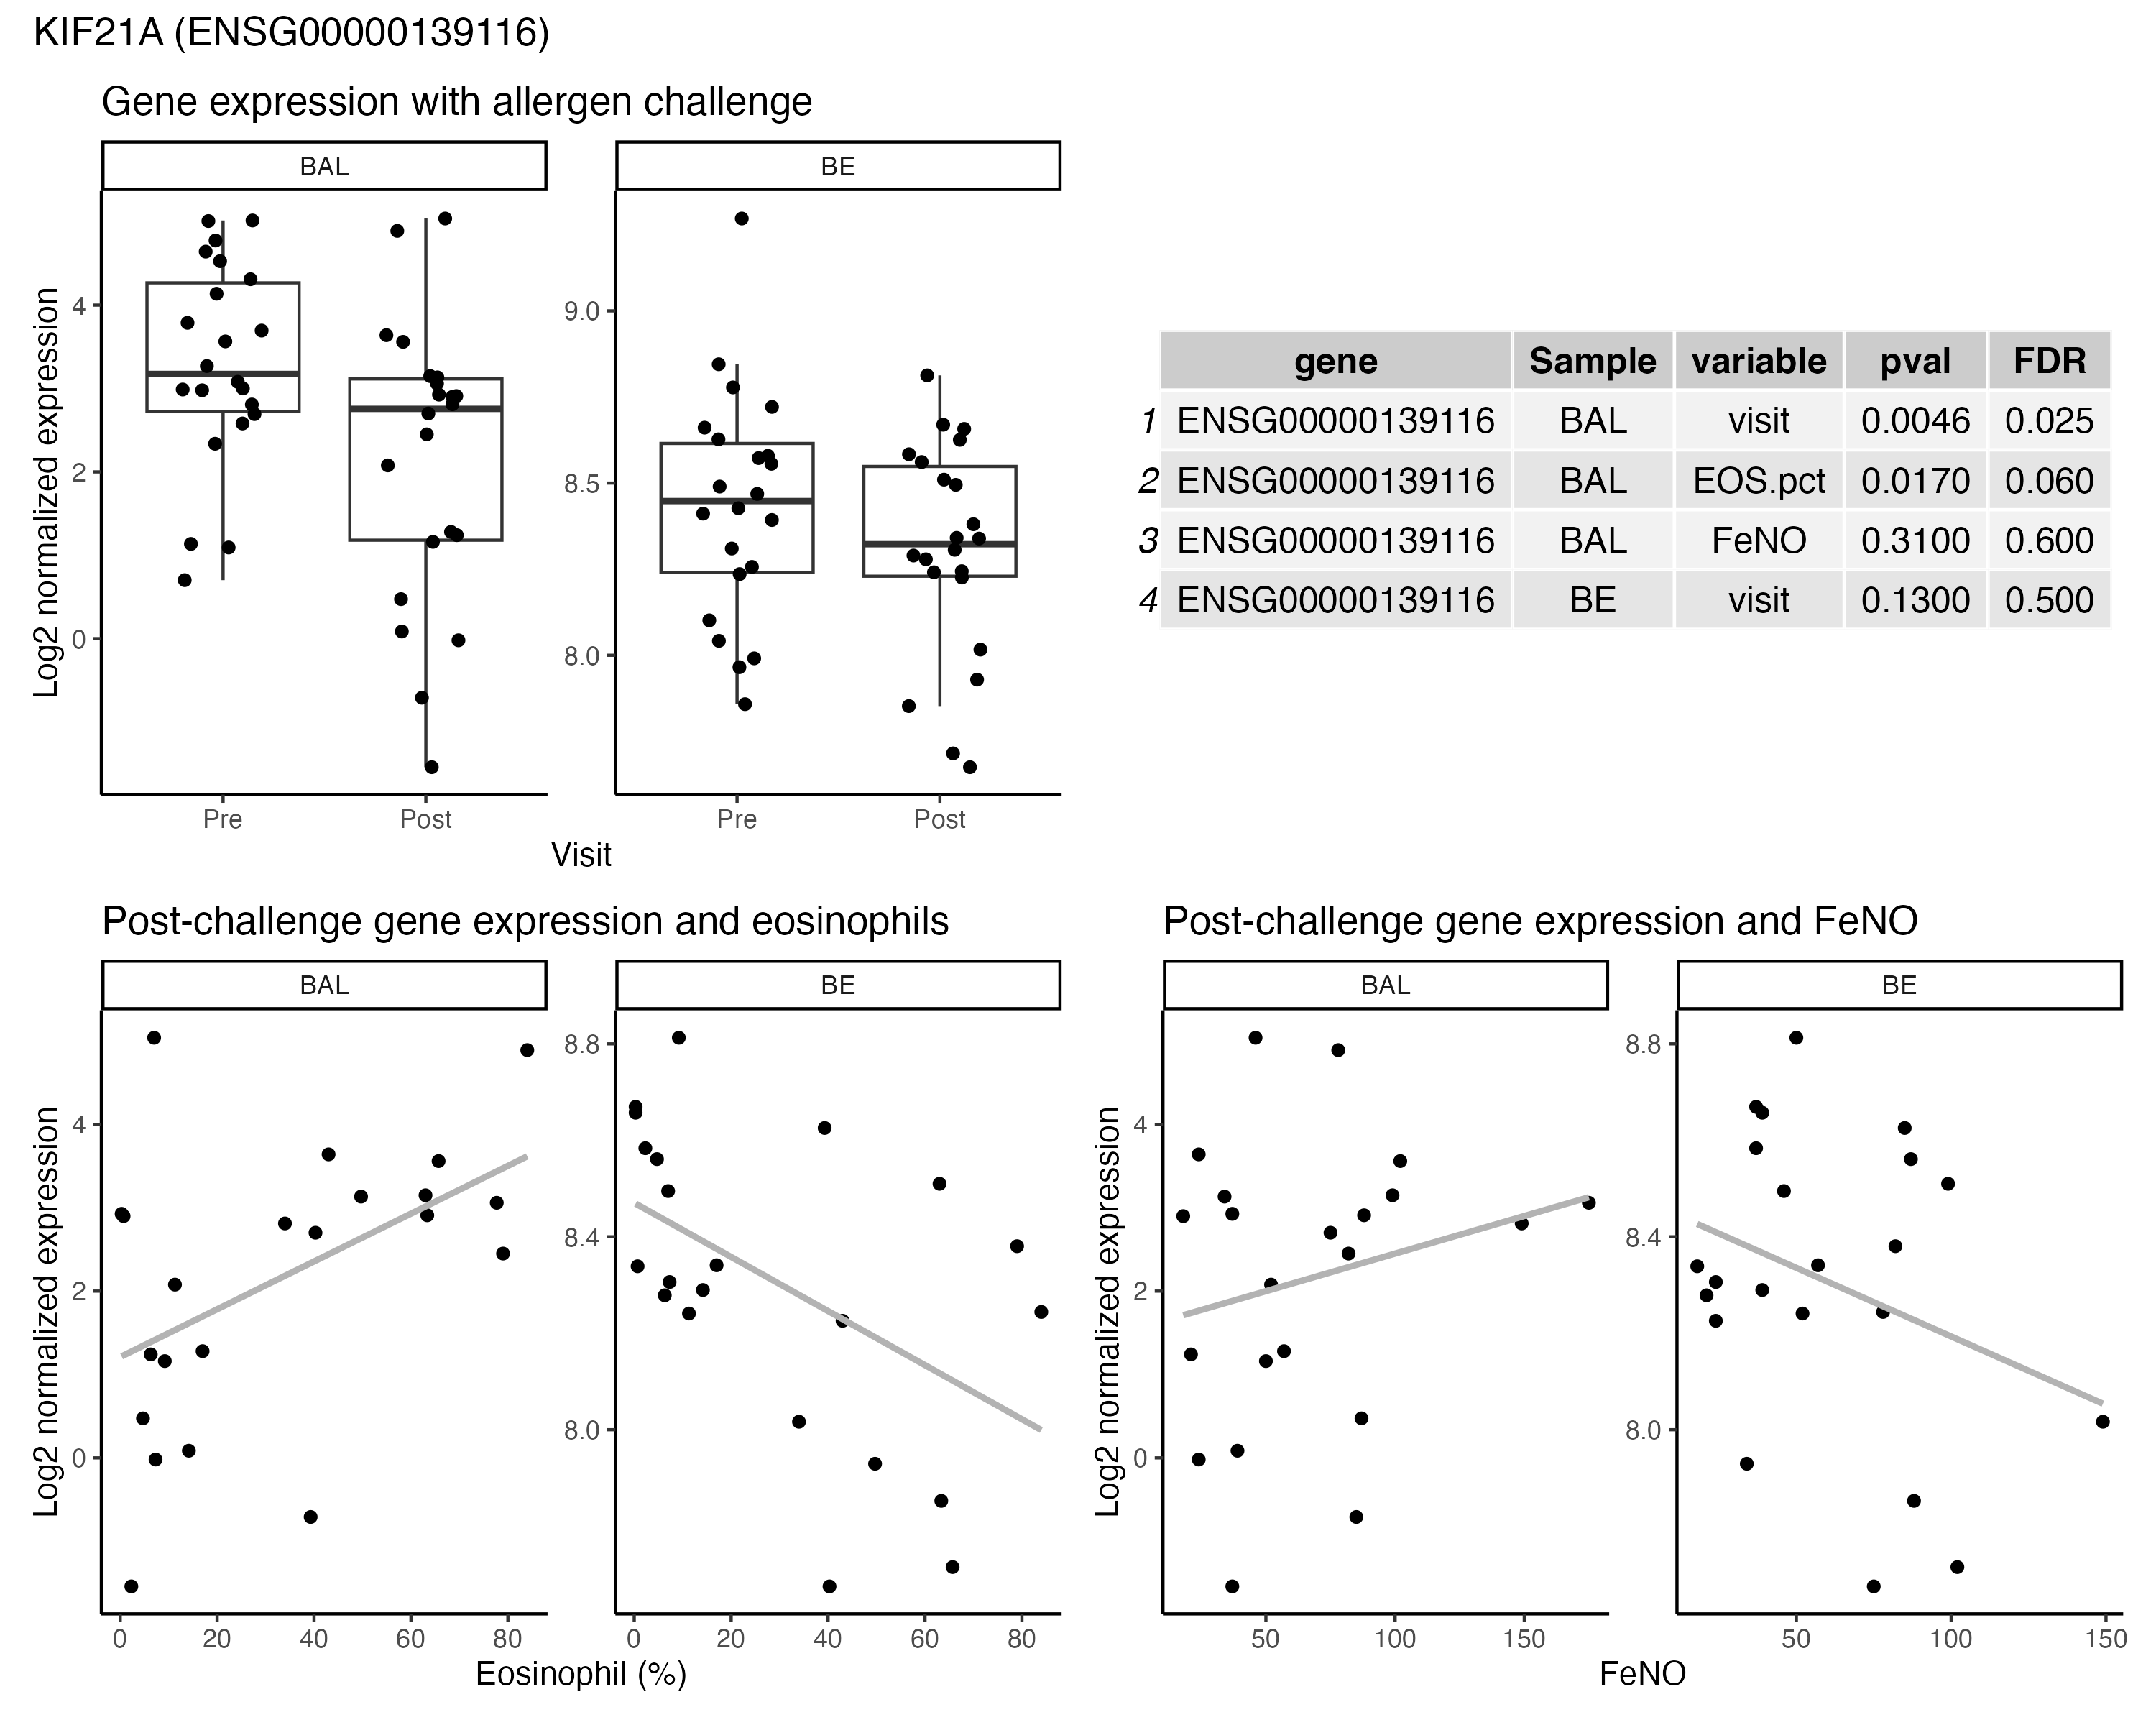 KIF21A (ENSG00000139116)
Gene expression with allergen challenge
BAL
BE
Log2 normalized expression
4
2
0
9.0
8.5
8.0
Pre
Post
Pre
Post
Visit
gene Sample variable pval FDR
1 ENSG00000139116 BAL visit 0.0046 0.025
2 ENSG00000139116 BAL EOS.pct 0.0170 0.060
3 ENSG00000139116 BAL FeNO 0.3100 0.600
4 ENSG00000139116 BE visit 0.1300 0.500
Post-challenge gene expression and eosinophils
BAL
BE
Log2 normalized expression
4
2
0
8.8
8.4
8.0
0 20 40 60 80
0 20 40 60 80
Eosinophil (%)
Post-challenge gene expression and FeNO
BAL
BE
Log2 normalized expression
4
2
0
8.8
8.4
8.0
50 100 150
50 100 150
FeNO